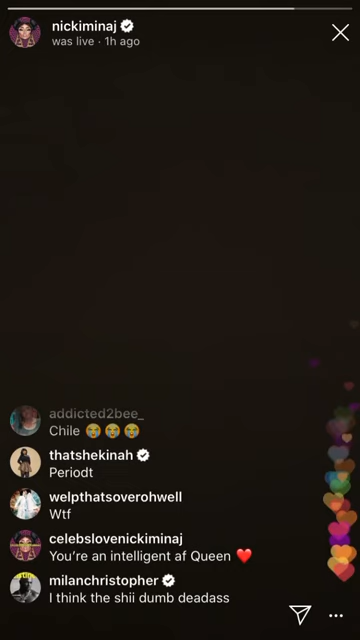 nickiminaj
was live · 1h ago
addicted2bee_
Chile 😭😭😭
thatshekinah
Periodt
welpthatsoverohwell
Wtf
celebslovenickiminaj
You're an intelligent af Queen ❤️
milanchristopher
I think the shii dumb deadass